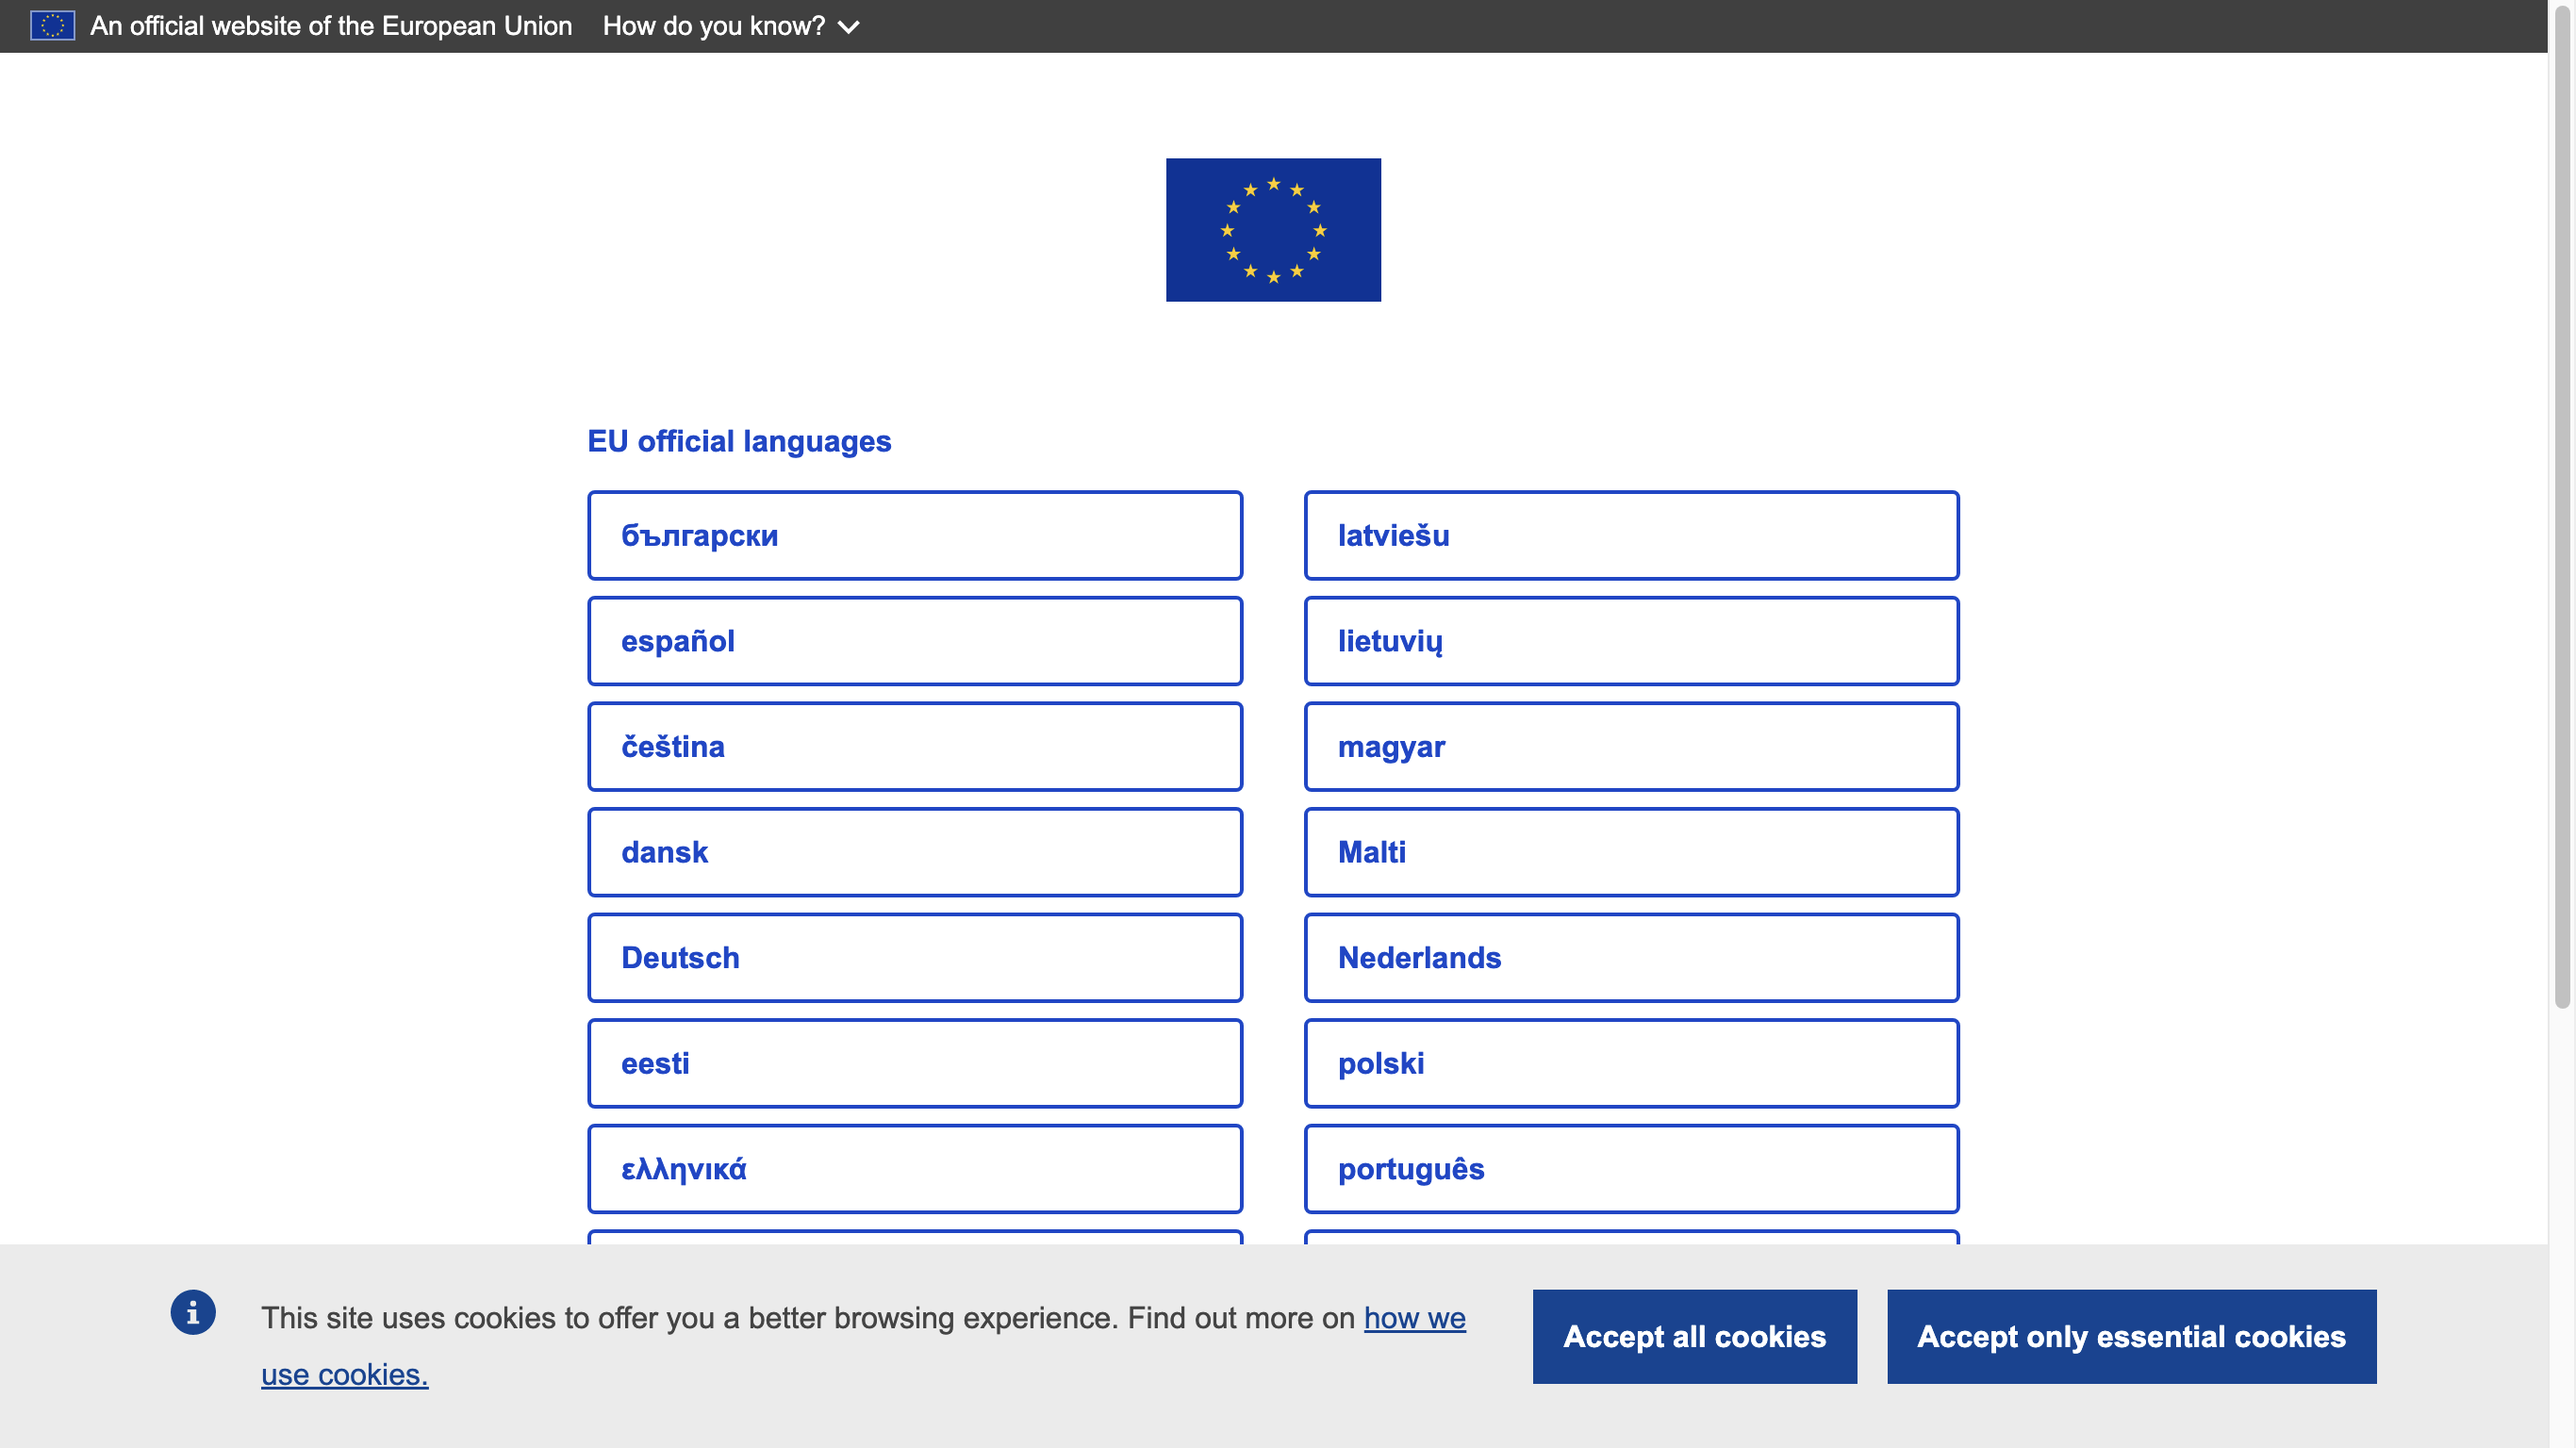 An official website of the European Union How do you know?
EU official languages
български
español
čeština
dansk
Deutsch
eesti
ελληνικά
latviešu
lietuvių
magyar
Malti
Nederlands
polski
português
This site uses cookies to offer you a better browsing experience. Find out more on how we
use cookies.
Accept all cookies
Accept only essential cookies